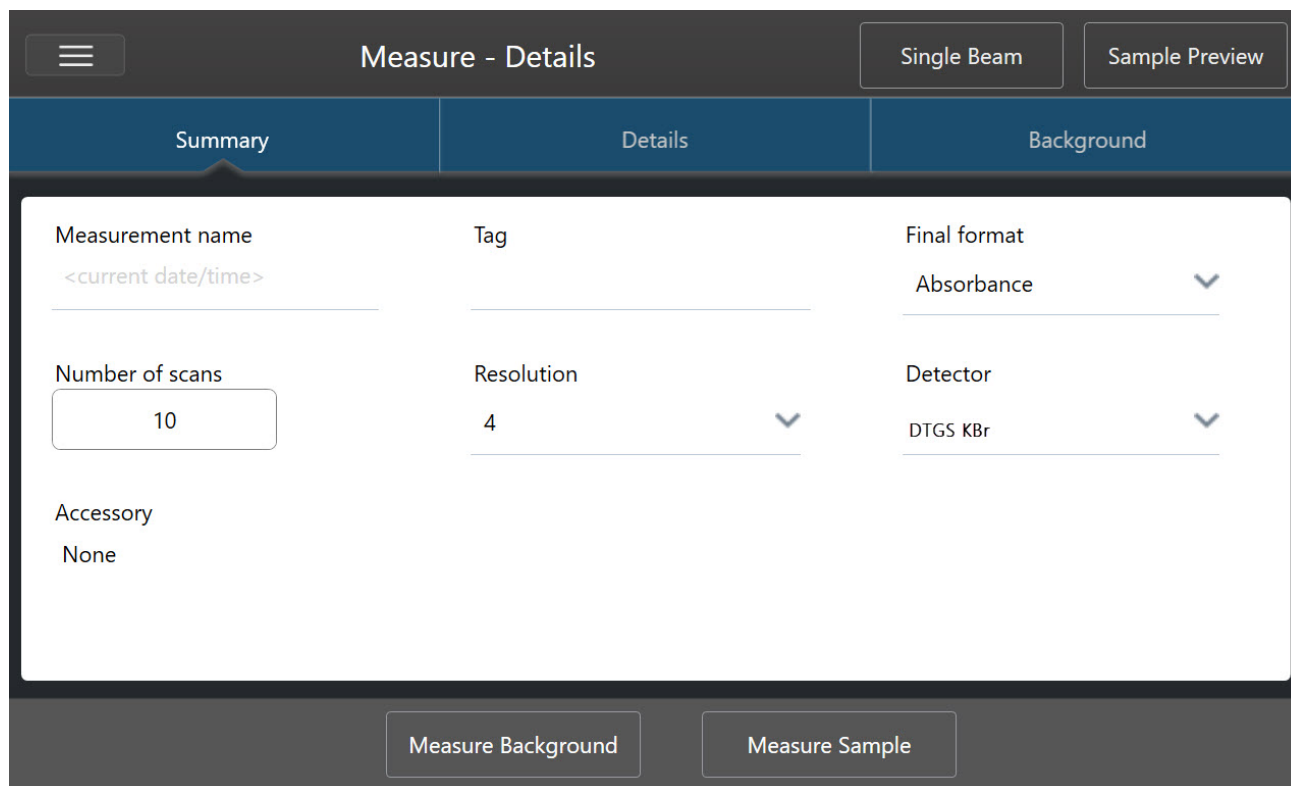 Measure - Details
Single Beam
Sample Preview
Summary
Details
Background
Measurement name
Tag
Final format
<current date/time>
Absorbance
Number of scans
Resolution
Detector
10
4
DTGS KBr
Accessory
None
Measure Background
Measure Sample